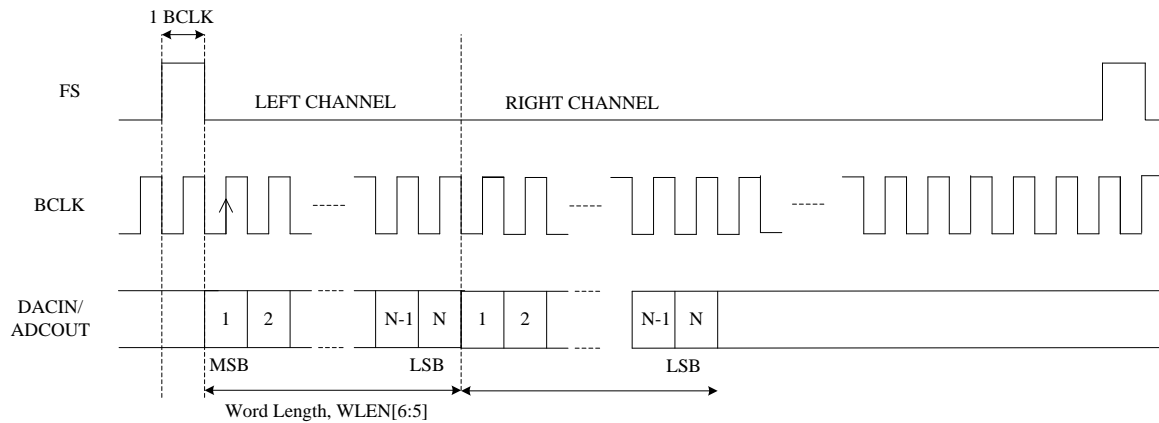 1 BCLK
FS
LEFT CHANNEL
RIGHT CHANNEL
BCLK
DACIN/
ADCOUT
1
2
N-1
N
1
2
N-1
N
MSB
LSB
LSB
Word Length, WLEN[6:5]